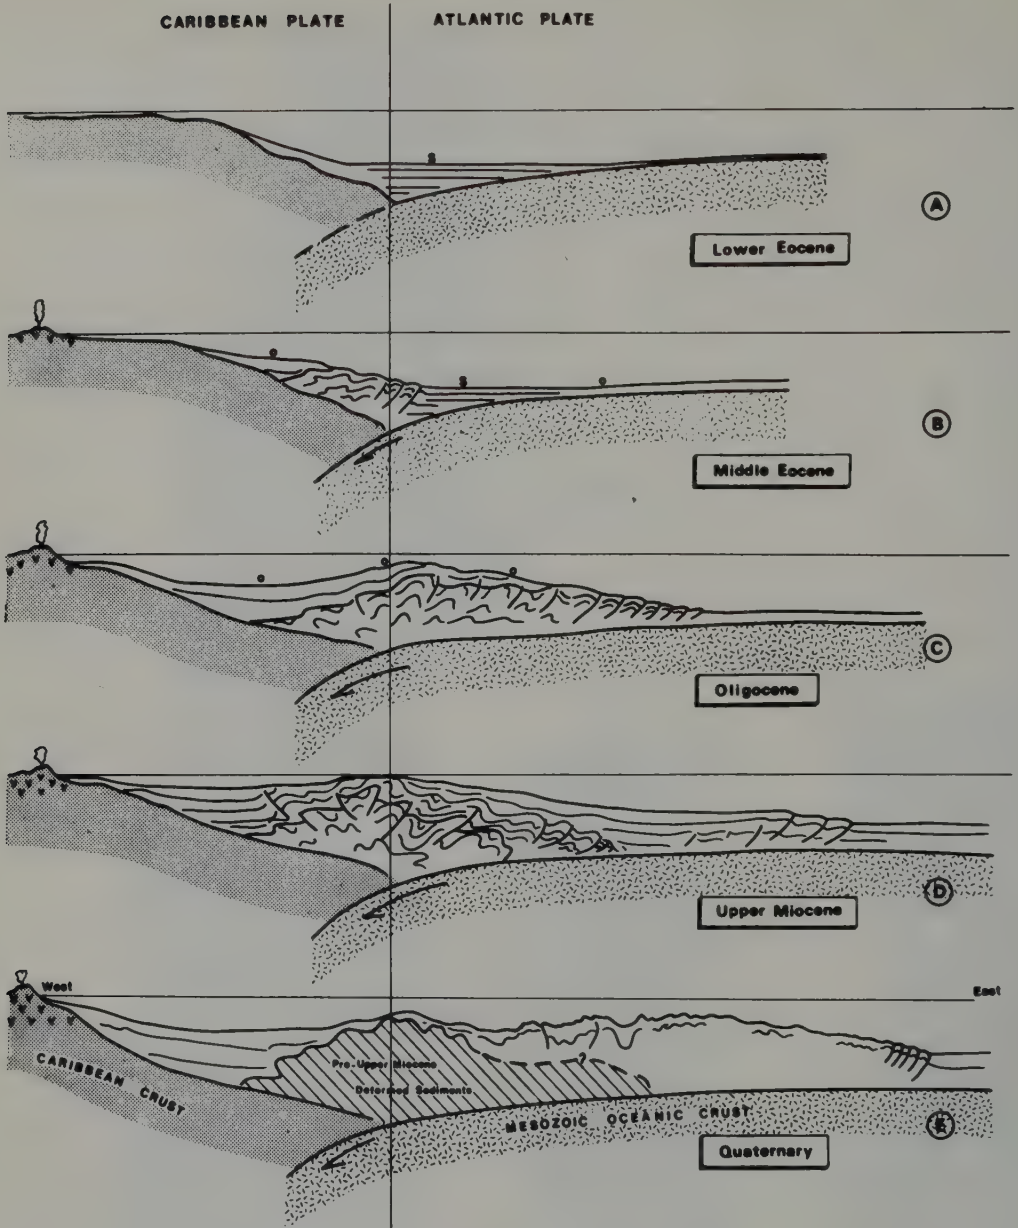 CARIBBEAN PLATE
ATLANTIC PLATE
S
A
Lower Eocene
o
S
o
B
Middle Eocene
o
o
o
C
Oligocene
D
Upper Miocene
West
East
Pre-Upper Miocene
Deformed Sediments
?
CARIBBEAN CRUST
MESOZOIC OCEANIC CRUST
E
Quaternary